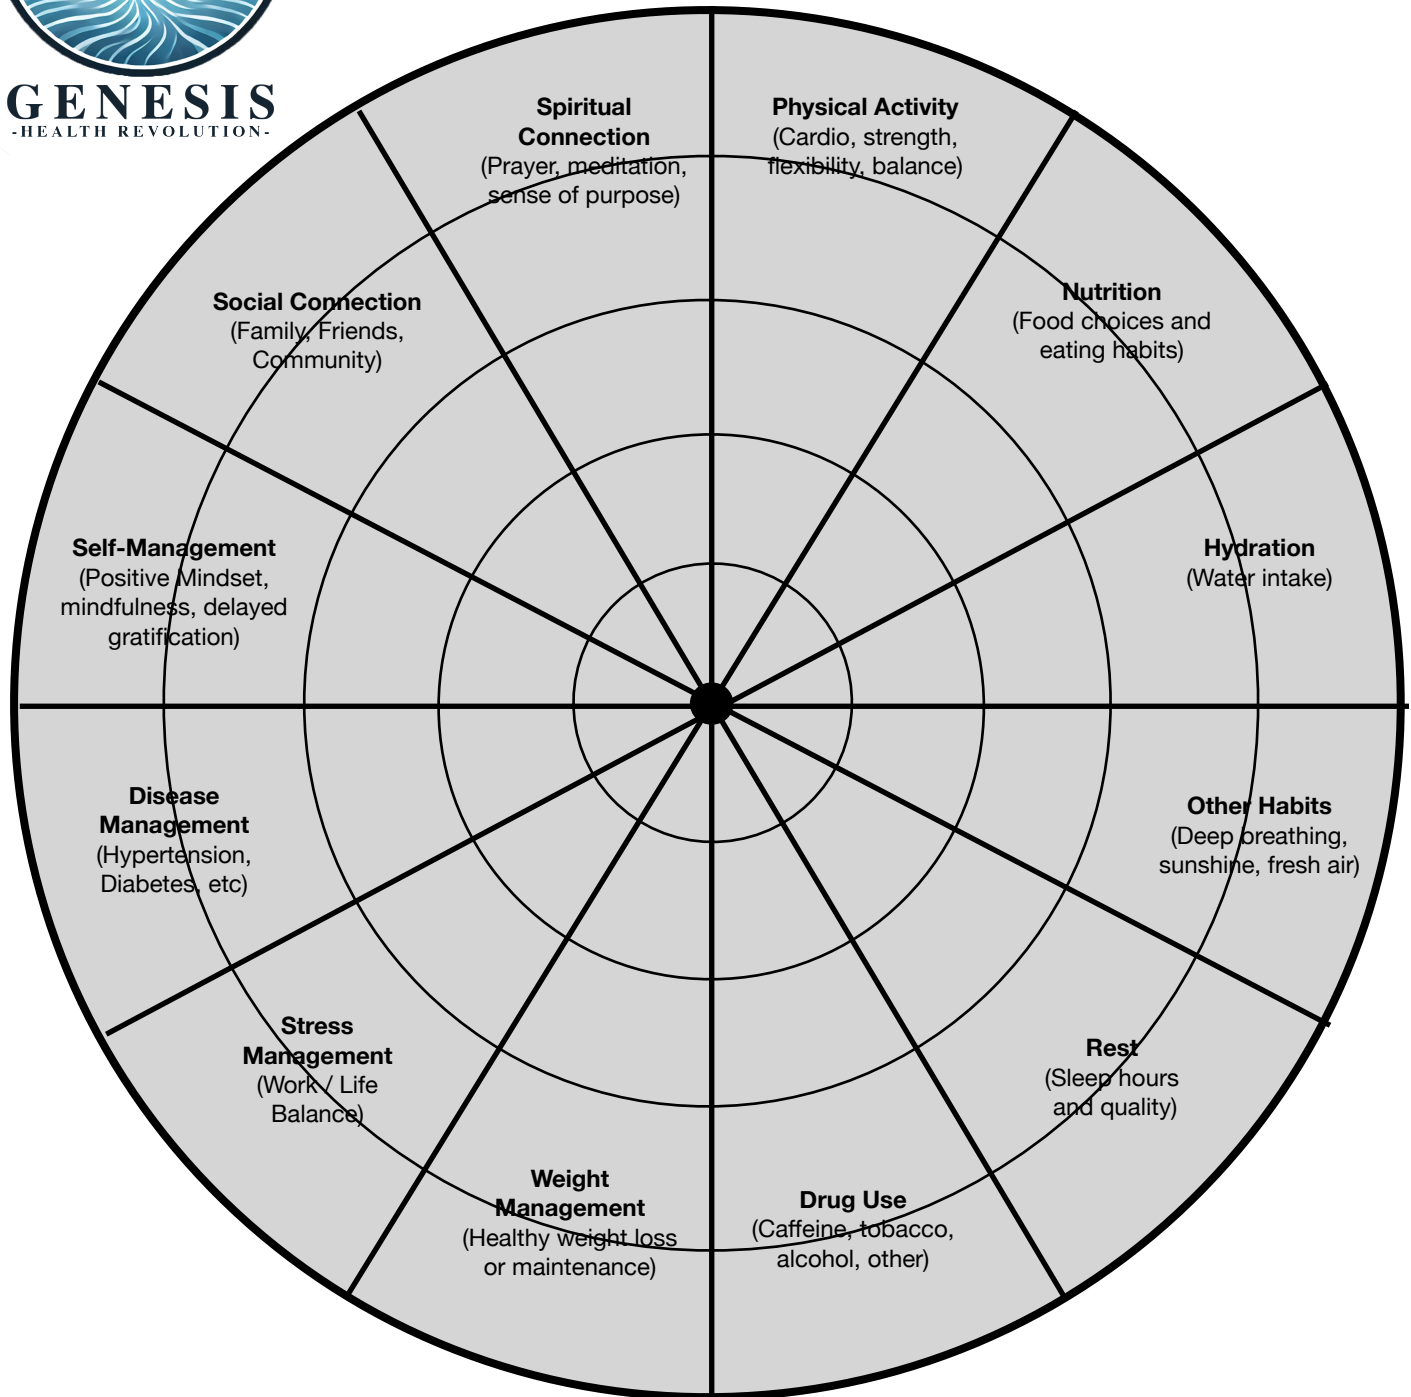 GENESIS
-HEALTH REVOLUTION-
Spiritual
Connection
(Prayer, meditation,
sense of purpose)
Physical Activity
(Cardio, strength,
flexibility, balance)
Nutrition
(Food choices and
eating habits)
Hydration
(Water intake)
Other Habits
(Deep breathing,
sunshine, fresh air)
Rest
(Sleep hours
and quality)
Drug Use
(Caffeine, tobacco,
alcohol, other)
Weight
Management
(Healthy weight loss
or maintenance)
Stress
Management
(Work / Life
Balance)
Disease
Management
(Hypertension,
Diabetes, etc)
Self-Management
(Positive Mindset,
mindfulness, delayed
gratification)
Social Connection
(Family, Friends,
Community)